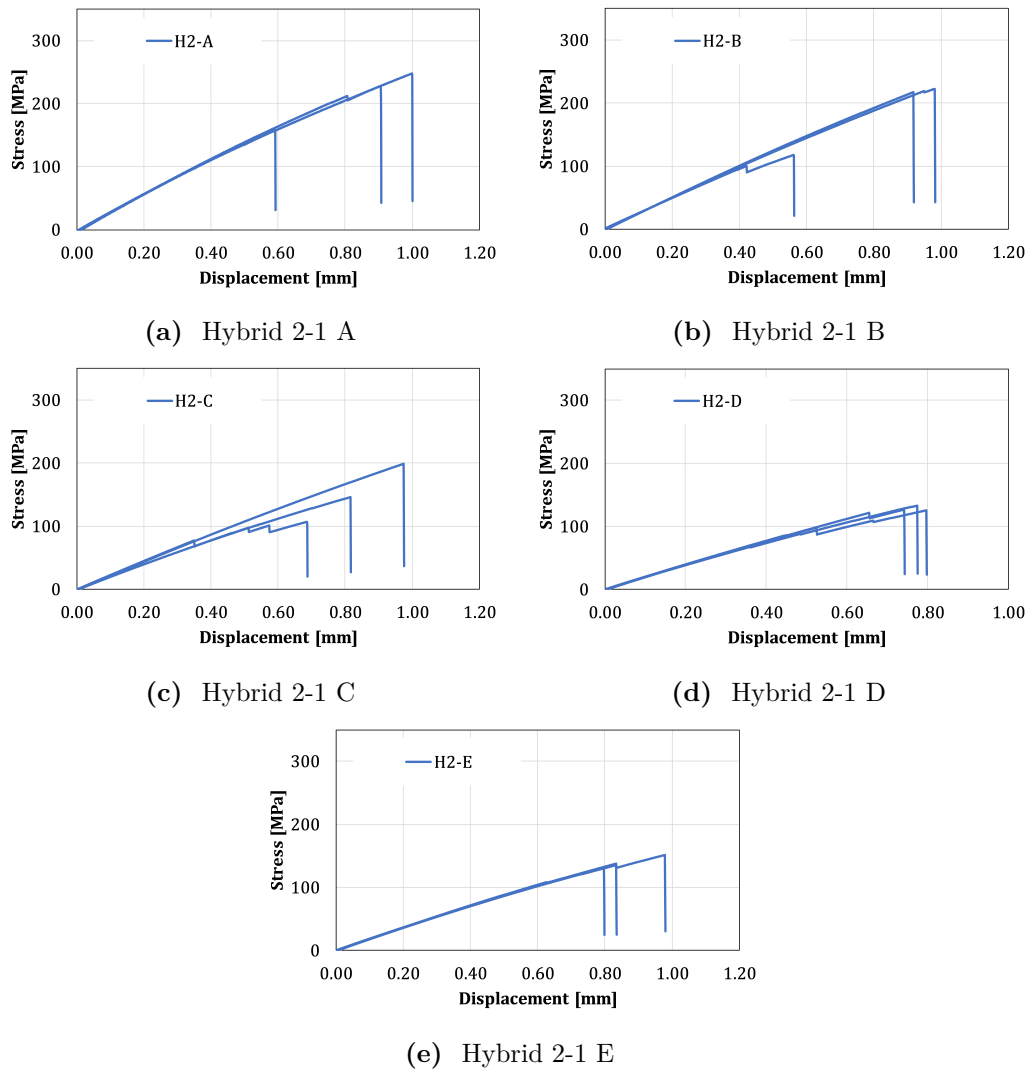 H2-A
Stress [MPa]
300
200
100
0
0.00 0.20 0.40 0.60 0.80 1.00 1.20
Displacement [mm]
(a) Hybrid 2-1 A
H2-B
Stress [MPa]
300
200
100
0
0.00 0.20 0.40 0.60 0.80 1.00 1.20
Displacement [mm]
(b) Hybrid 2-1 B
H2-C
Stress [MPa]
300
200
100
0
0.00 0.20 0.40 0.60 0.80 1.00 1.20
Displacement [mm]
(c) Hybrid 2-1 C
H2-D
Stress [MPa]
300
200
100
0
0.00 0.20 0.40 0.60 0.80 1.00
Displacement [mm]
(d) Hybrid 2-1 D
H2-E
Stress [MPa]
300
200
100
0
0.00 0.20 0.40 0.60 0.80 1.00 1.20
Displacement [mm]
(e) Hybrid 2-1 E